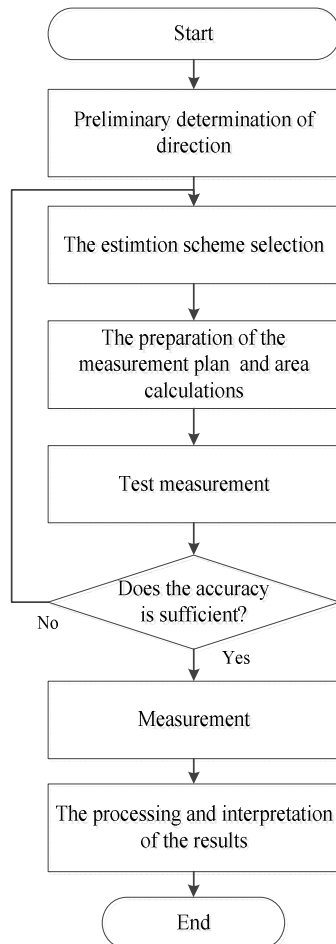 Start
Preliminary determination of
direction
The estimtion scheme selection
The preparation of the
measurement plan and area
calculations
Test measurement
Does the accuracy
is sufficient?
No
Yes
Measurement
The processing and interpretation
of the results
End